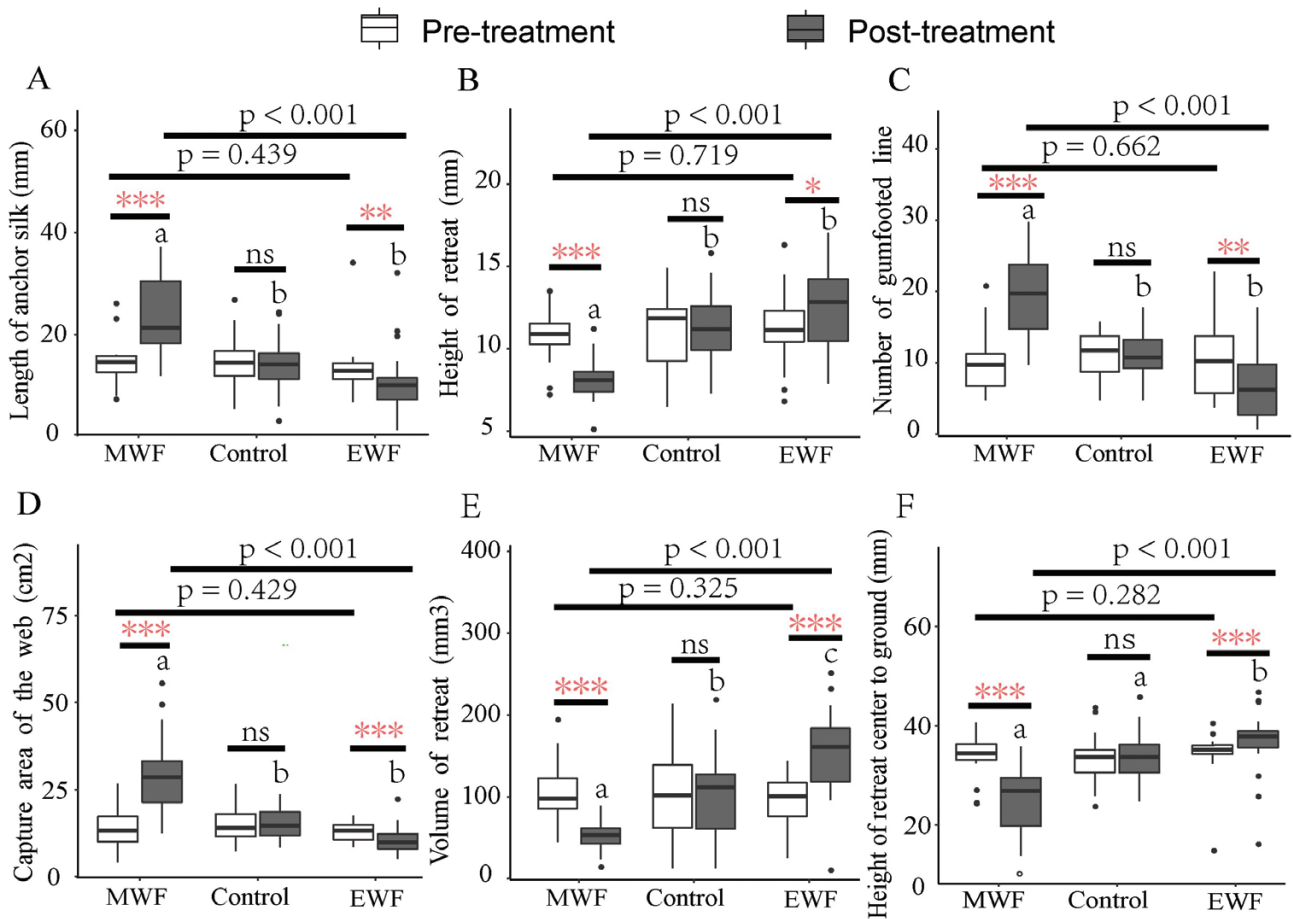 Pre-treatment Post-treatment
A
Length of anchor silk (mm)
60
40
20
0
p < 0.001
p = 0.439
***
a
ns
b
**
b
MWF Control EWF
B
Height of retreat (mm)
20
15
10
5
p < 0.001
p = 0.719
***
a
ns
b
*
b
MWF Control EWF
C
Number of gumfooted line
40
30
20
10
0
p < 0.001
p = 0.662
***
a
ns
b
**
b
MWF Control EWF
D
Capture area of the web (cm2)
75
50
25
0
p < 0.001
p = 0.429
***
a
ns
b
***
b
MWF Control EWF
E
Volume of retreat (mm3)
400
300
200
100
0
p < 0.001
p = 0.325
***
a
ns
b
***
c
MWF Control EWF
F
Height of retreat center to ground (mm)
60
40
20
0
p < 0.001
p = 0.282
***
a
ns
a
***
b
MWF Control EWF